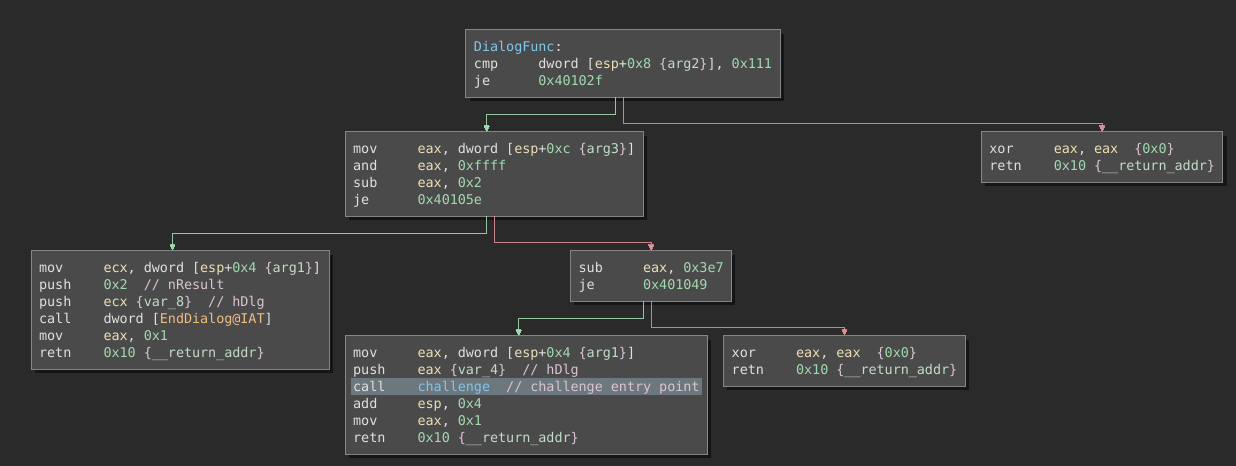 DialogFunc:
cmp     dword [esp+0x8 {arg2}], 0x111
je      0x40102f
mov     eax, dword [esp+0xc {arg3}]
and     eax, 0xffff
sub     eax, 0x2
je      0x40105e
xor     eax, eax  {0x0}
retn    0x10 {__return_addr}
mov     ecx, dword [esp+0x4 {arg1}]
push    0x2  // nResult
push    ecx {var_8}  // hDlg
call    dword [EndDialog@IAT]
mov     eax, 0x1
retn    0x10 {__return_addr}
sub     eax, 0x3e7
je      0x401049
mov     eax, dword [esp+0x4 {arg1}]
push    eax {var_4}  // hDlg
call    challenge  // challenge entry point
add     esp, 0x4
mov     eax, 0x1
retn    0x10 {__return_addr}
xor     eax, eax  {0x0}
retn    0x10 {__return_addr}